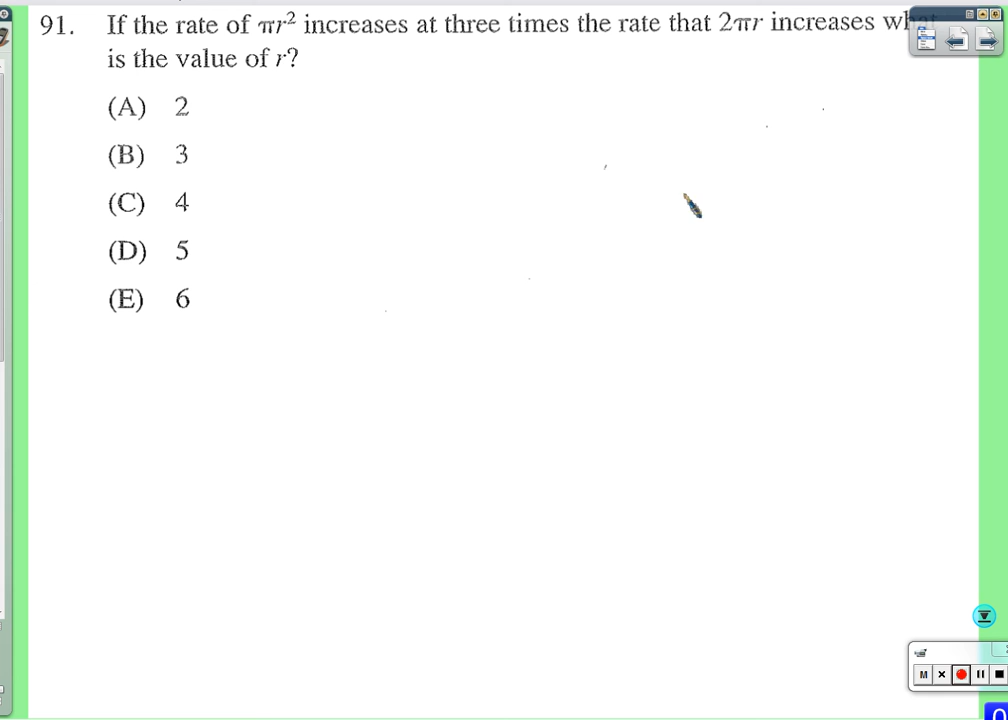 91. If the rate of πr² increases at three times the rate that 2πr increases what
is the value of r?
(A) 2
(B) 3
(C) 4
(D) 5
(E) 6
M